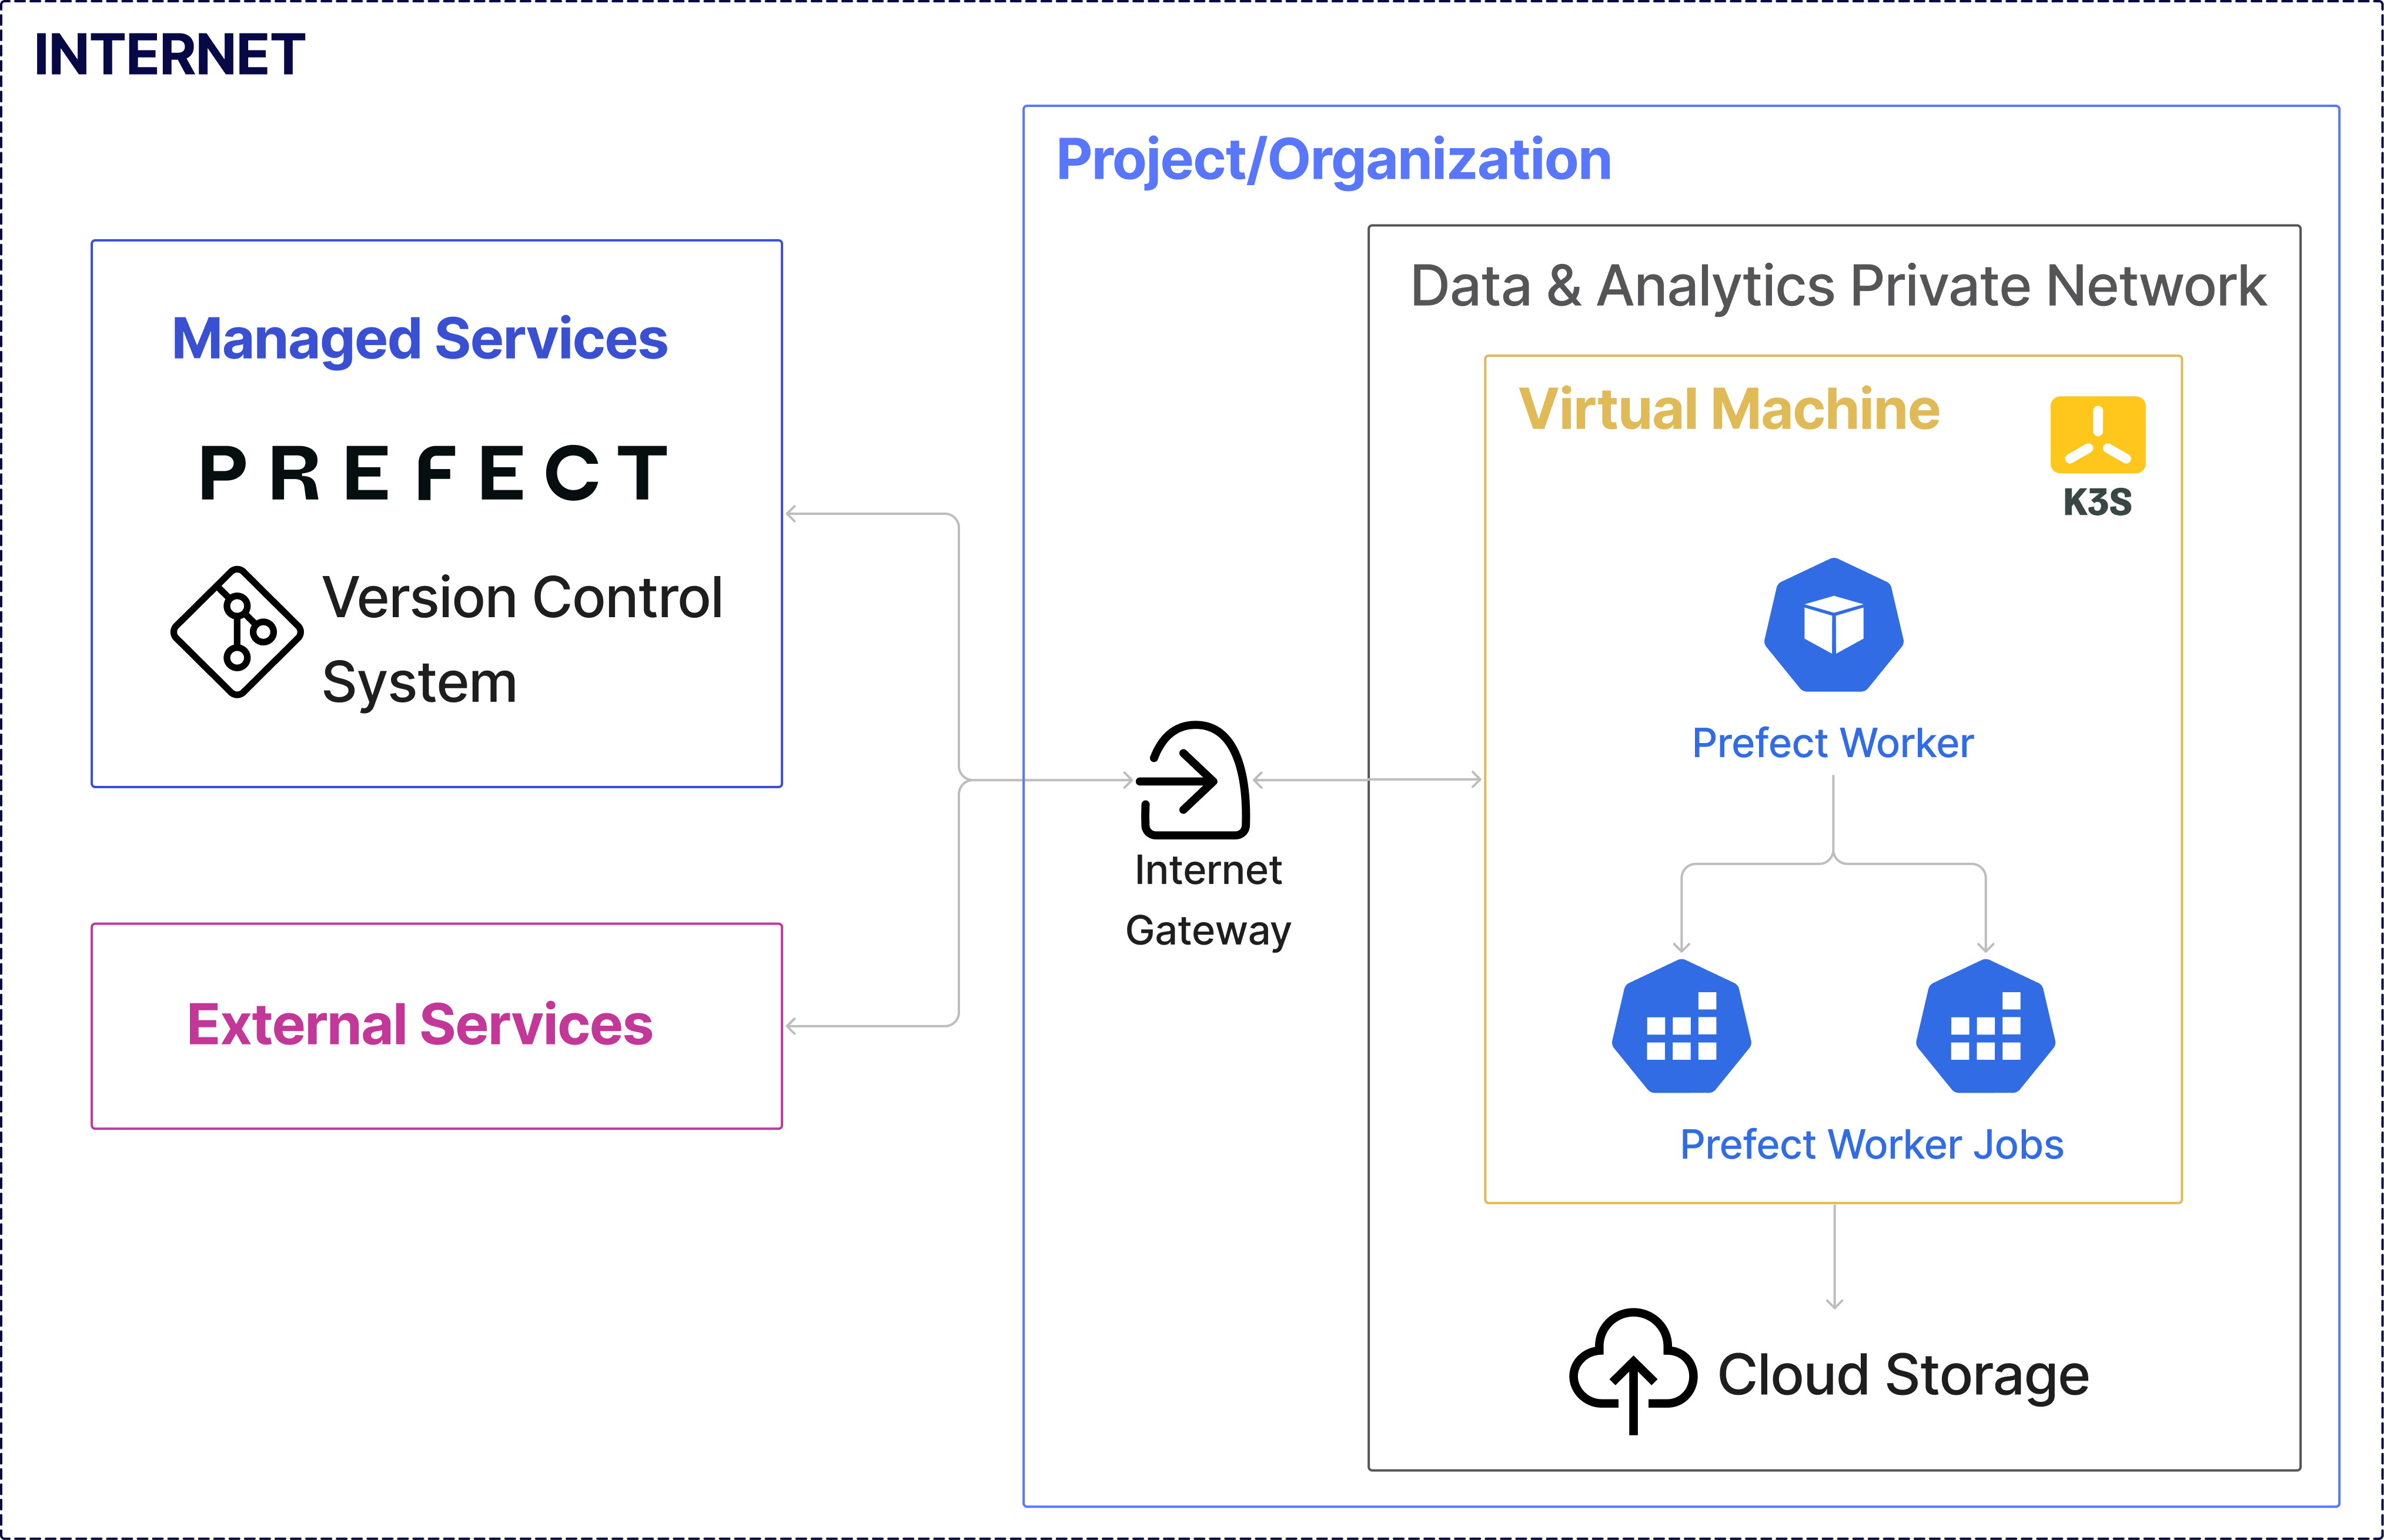 INTERNET
Project/Organization
Data & Analytics Private Network
Managed Services
PREFECT
Version Control
System
Virtual Machine
K3S
Prefect Worker
Internet
Gateway
External Services
Prefect Worker Jobs
Cloud Storage